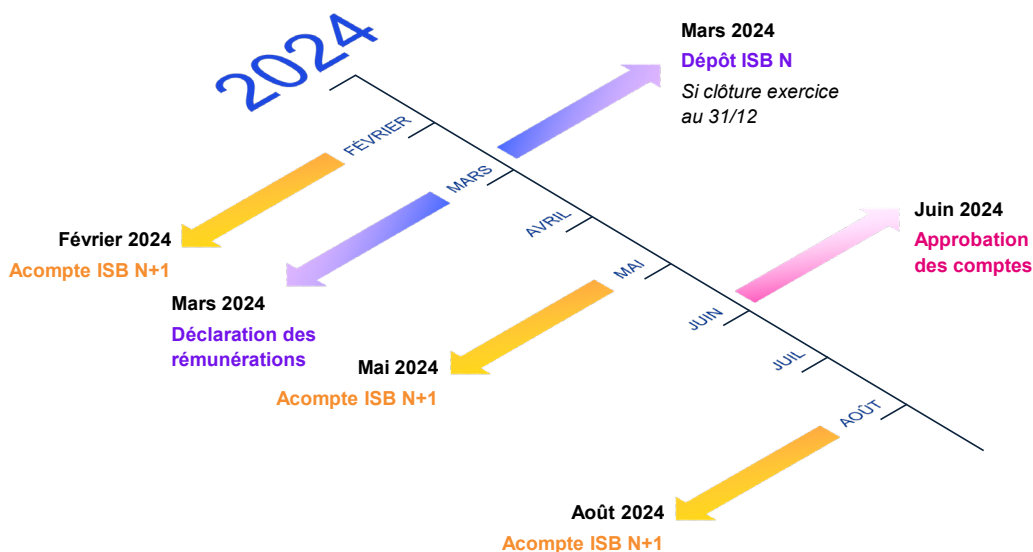 2024
Mars 2024
Dépôt ISB N
Si clôture exercice
au 31/12
FÉVRIER
MARS
AVRIL
MAI
JUIN
JUIL
AOÛT
Février 2024
Acompte ISB N+1
Mars 2024
Déclaration des
rémunérations
Juin 2024
Approbation
des comptes
Mai 2024
Acompte ISB N+1
Août 2024
Acompte ISB N+1